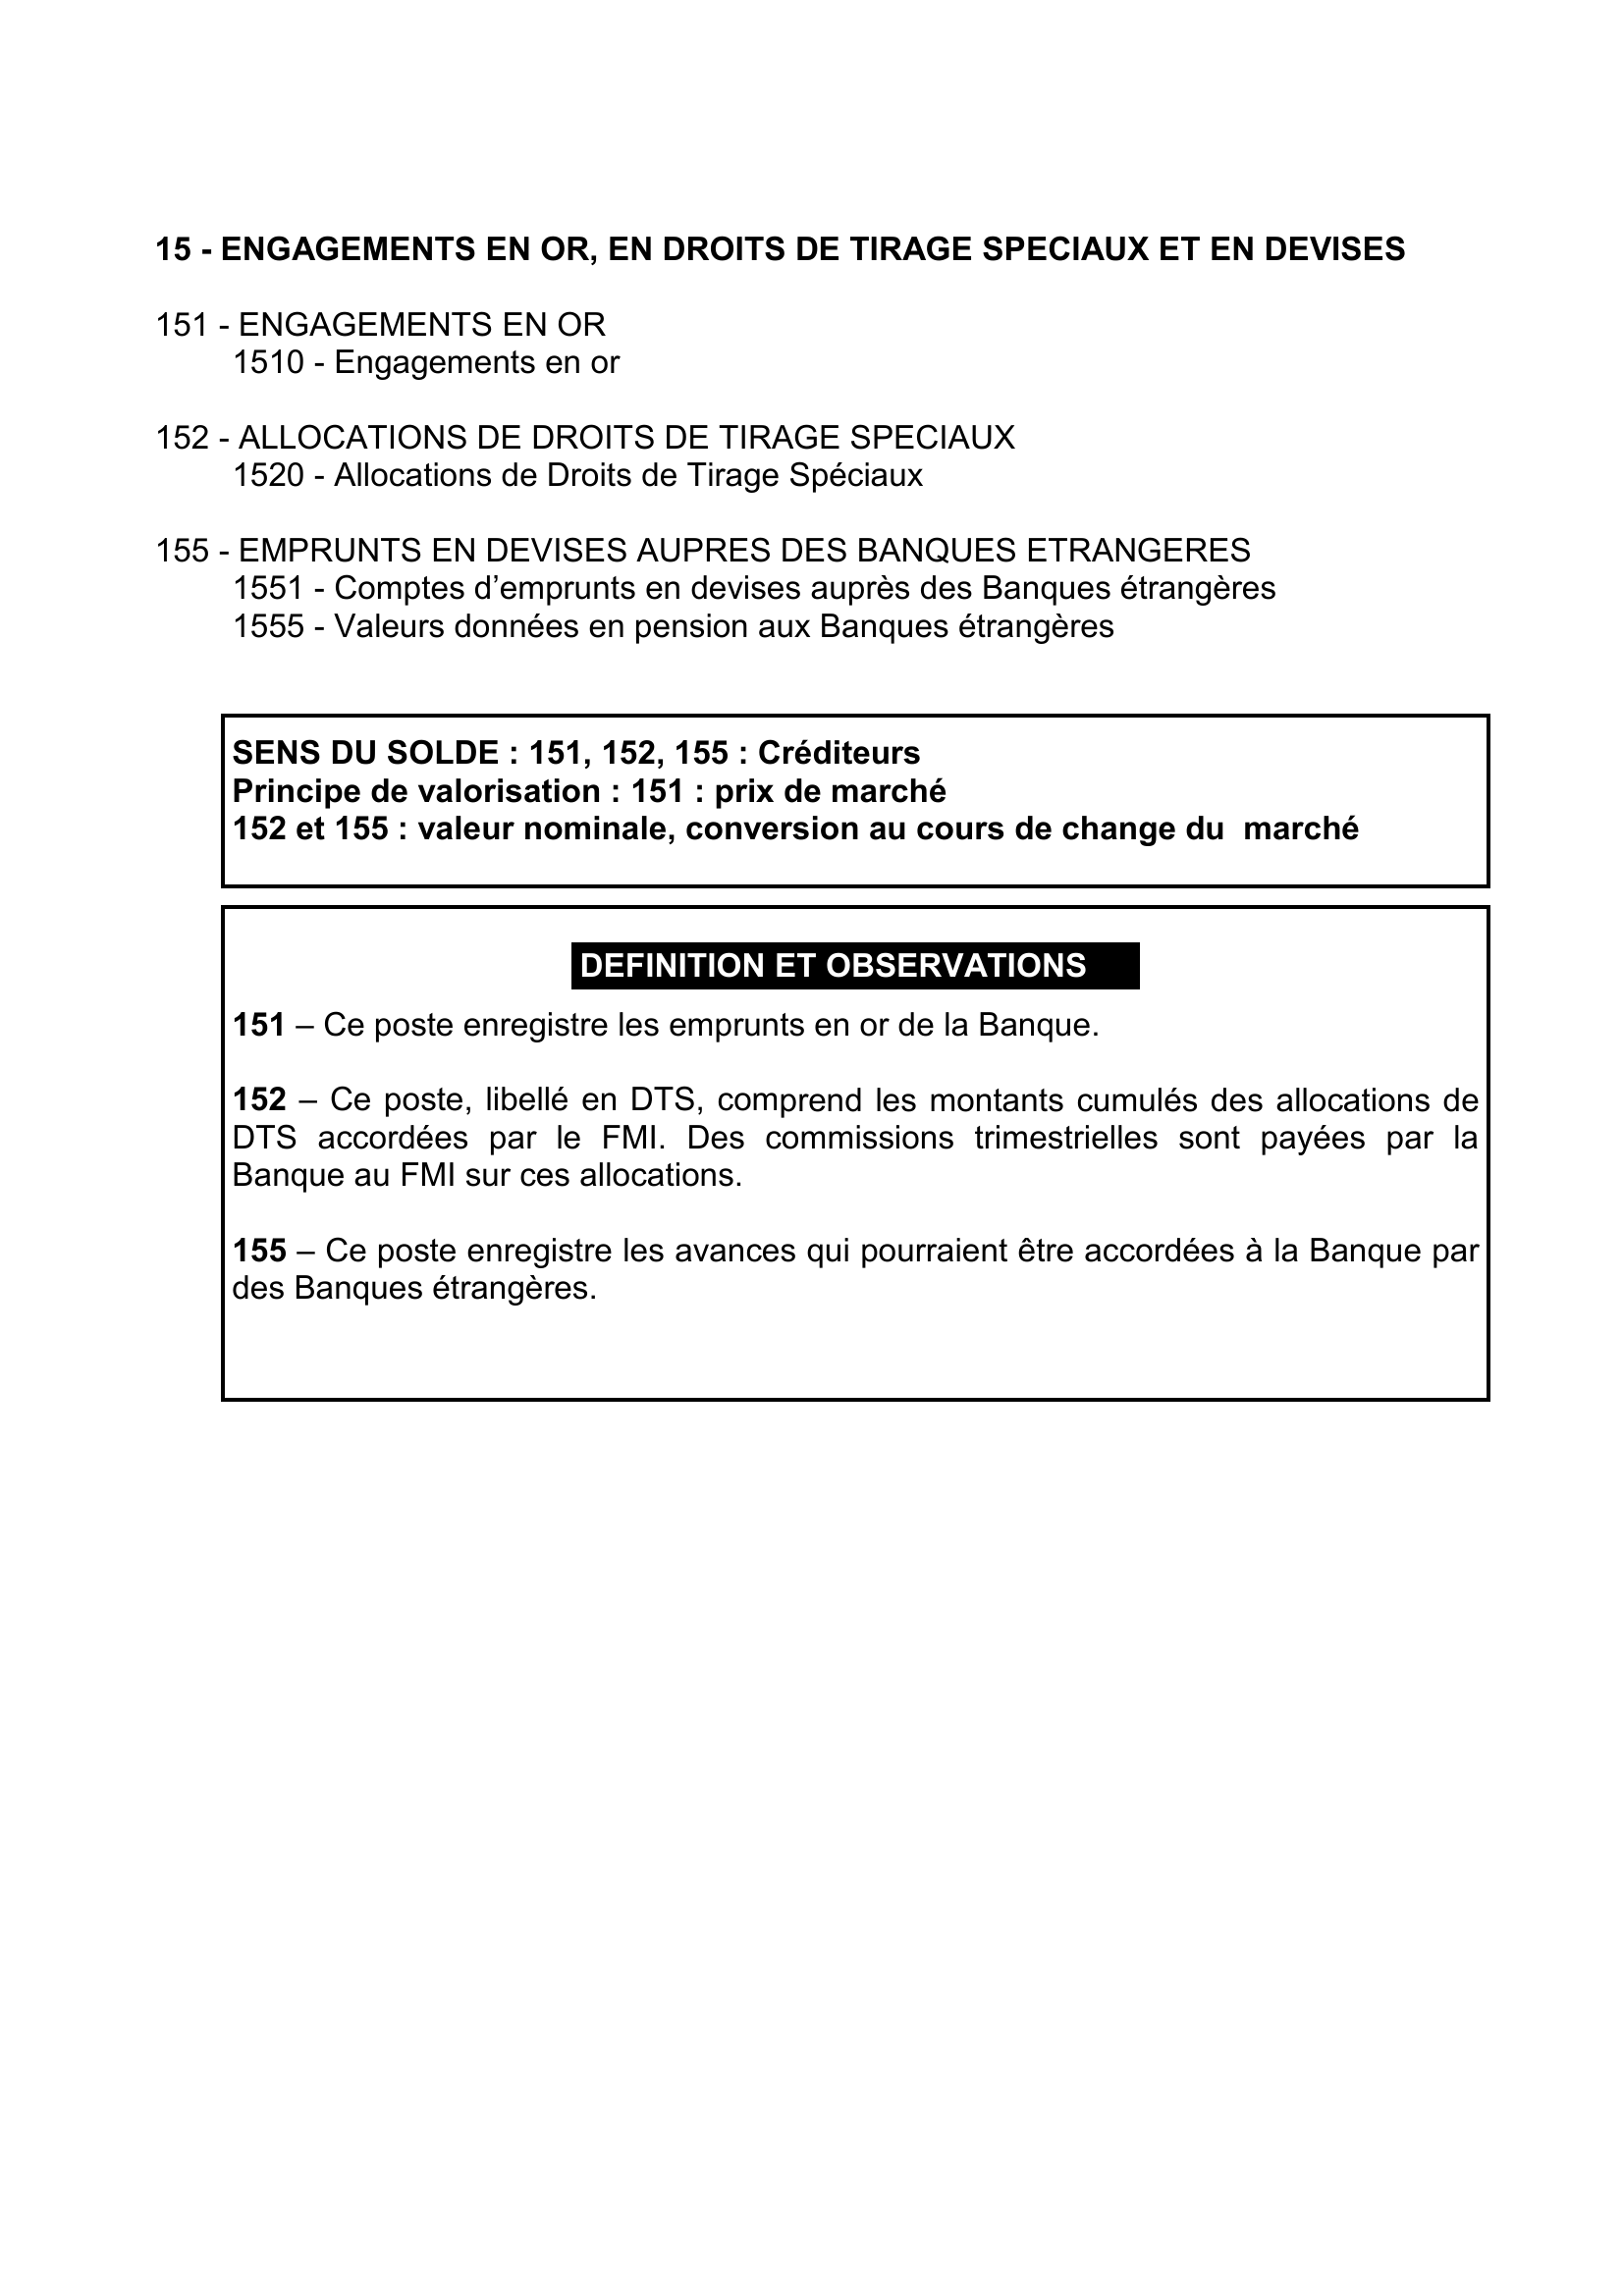 15 - ENGAGEMENTS EN OR, EN DROITS DE TIRAGE SPECIAUX ET EN DEVISES
151 - ENGAGEMENTS EN OR
1510 - Engagements en or
152 - ALLOCATIONS DE DROITS DE TIRAGE SPECIAUX
1520 - Allocations de Droits de Tirage Spéciaux
155 - EMPRUNTS EN DEVISES AUPRES DES BANQUES ETRANGERES
1551 - Comptes d’emprunts en devises auprès des Banques étrangères
1555 - Valeurs données en pension aux Banques étrangères
SENS DU SOLDE : 151, 152, 155 : Créditeurs
Principe de valorisation : 151 : prix de marché
152 et 155 : valeur nominale, conversion au cours de change du  marché
DEFINITION ET OBSERVATIONS
151 – Ce poste enregistre les emprunts en or de la Banque.
152 – Ce poste, libellé en DTS, comprend les montants cumulés des allocations de
DTS accordées par le FMI. Des commissions trimestrielles sont payées par la
Banque au FMI sur ces allocations.
155 – Ce poste enregistre les avances qui pourraient être accordées à la Banque par
des Banques étrangères.